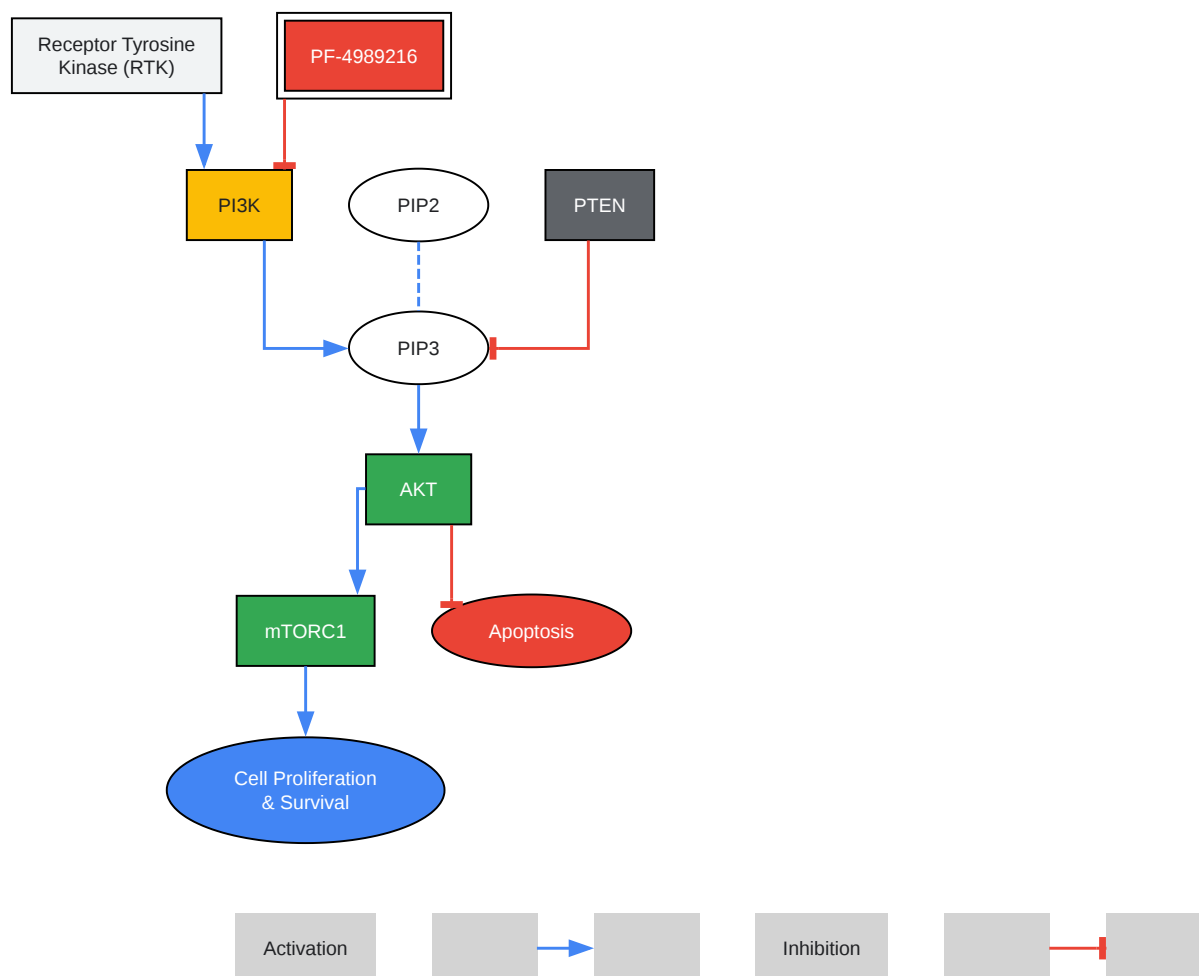 Receptor Tyrosine
Kinase (RTK)
PF-4989216
PI3K
PIP2
PTEN
PIP3
AKT
mTORC1
Apoptosis
Cell Proliferation
& Survival
Activation
Inhibition